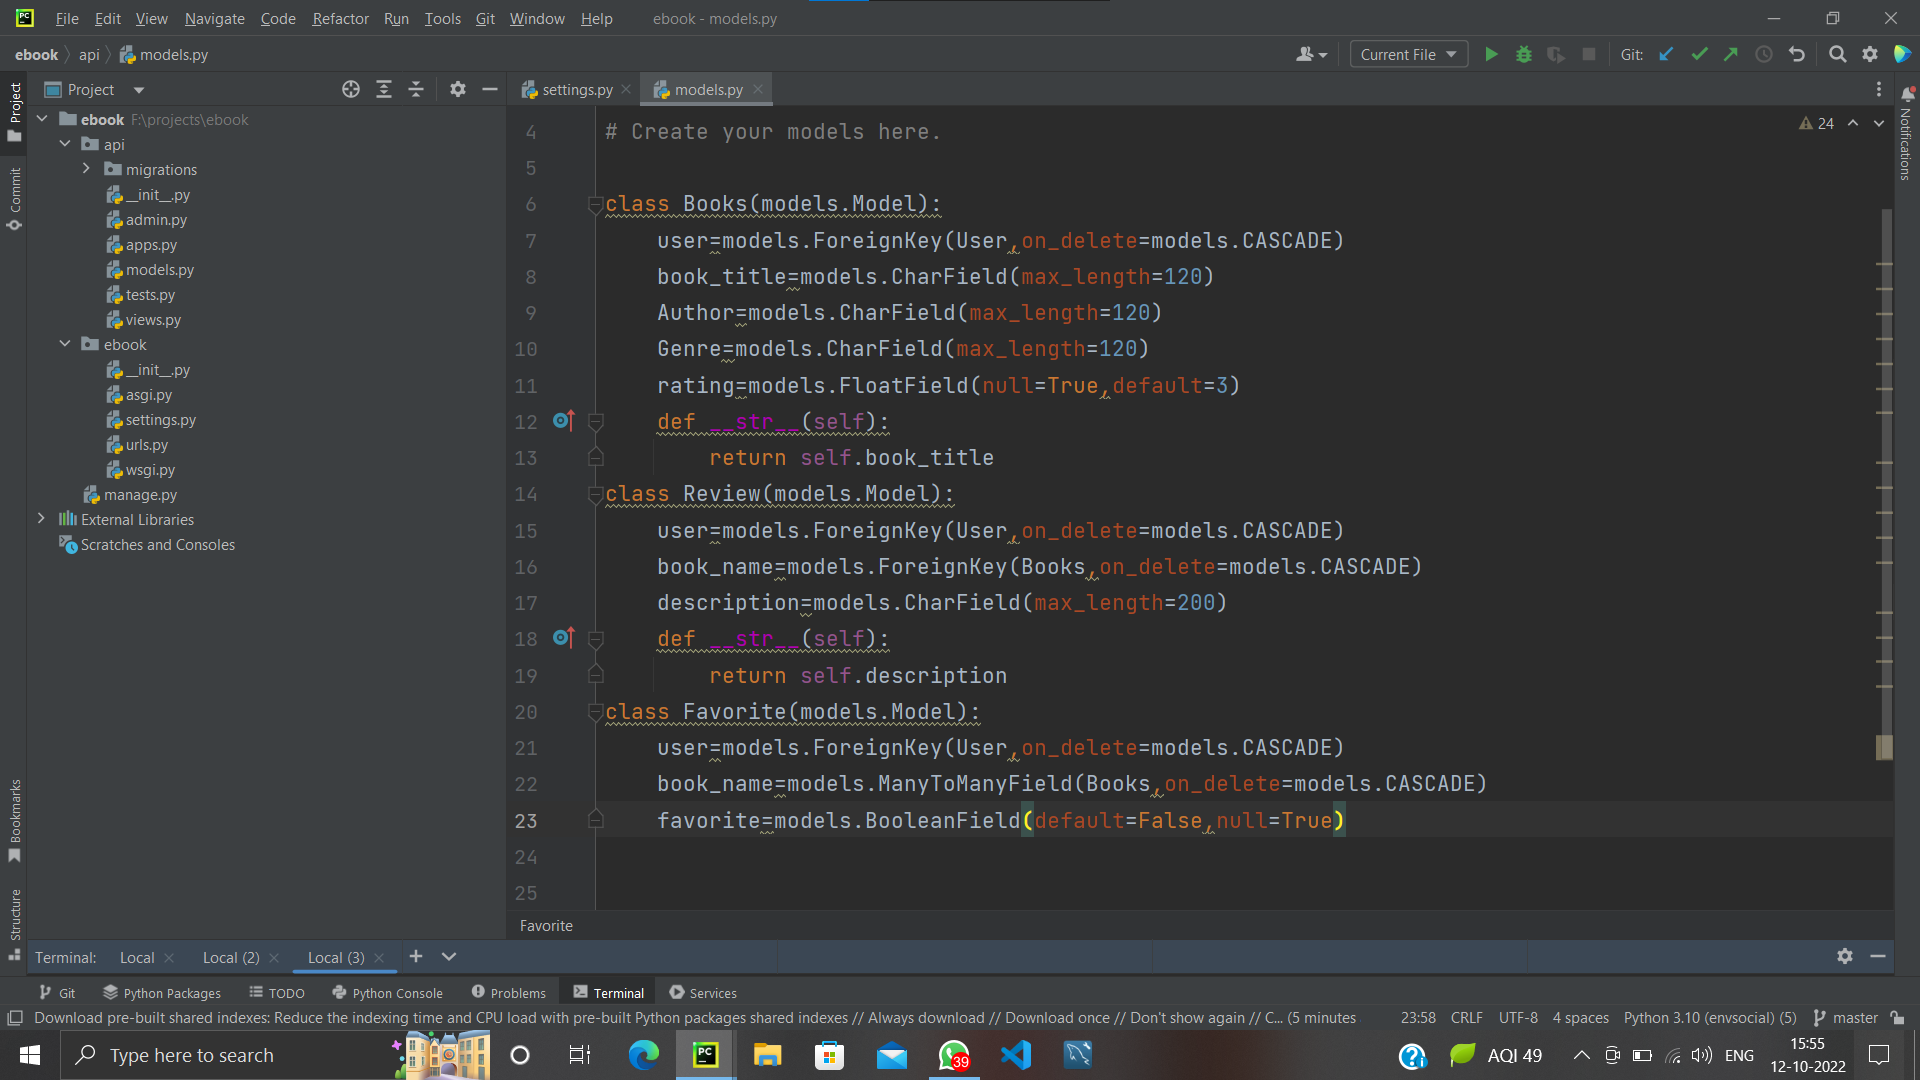 File Edit View Navigate Code Refactor Run Tools Git Window Help ebook - models.py
ebook api models.py Current File Git:
Project settings.py models.py
Project
Commit
Bookmarks
Structure
Notifications
ebook F:\projects\ebook
api
migrations
__init__.py
admin.py
apps.py
models.py
tests.py
views.py
ebook
__init__.py
asgi.py
settings.py
urls.py
wsgi.py
manage.py
External Libraries
Scratches and Consoles
24
4 # Create your models here.
5
6 class Books(models.Model):
7 user=models.ForeignKey(User,on_delete=models.CASCADE)
8 book_title=models.CharField(max_length=120)
9 Author=models.CharField(max_length=120)
10 Genre=models.CharField(max_length=120)
11 rating=models.FloatField(null=True,default=3)
12 def __str__(self):
13 return self.book_title
14 class Review(models.Model):
15 user=models.ForeignKey(User,on_delete=models.CASCADE)
16 book_name=models.ForeignKey(Books,on_delete=models.CASCADE)
17 description=models.CharField(max_length=200)
18 def __str__(self):
19 return self.description
20 class Favorite(models.Model):
21 user=models.ForeignKey(User,on_delete=models.CASCADE)
22 book_name=models.ManyToManyField(Books,on_delete=models.CASCADE)
23 favorite=models.BooleanField(default=False,null=True)
24
25
Favorite
Terminal: Local Local (2) Local (3)
Git Python Packages TODO Python Console Problems Terminal Services
Download pre-built shared indexes: Reduce the indexing time and CPU load with pre-built Python packages shared indexes // Always download // Download once // Don't show again // C... (5 minutes 23:58 CRLF UTF-8 4 spaces Python 3.10 (envsocial) (5) master
Type here to search PC 39 AQI 49 ENG 15:55
12-10-2022